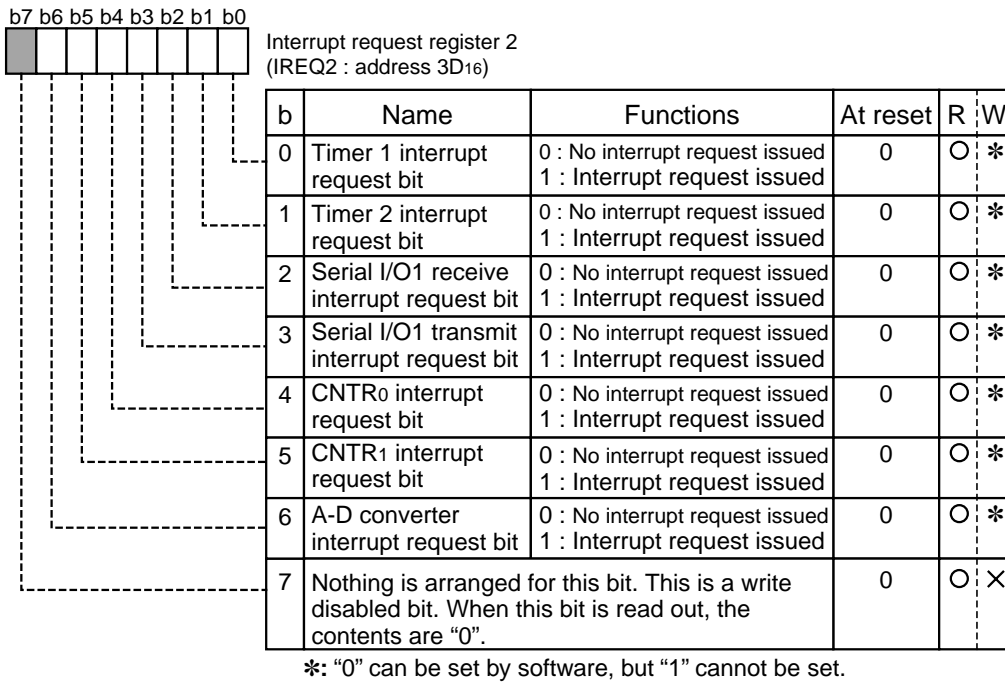 b7 b6 b5 b4 b3 b2 b1 b0
Interrupt request register 2
(IREQ2 : address 3D16)
b Name Functions At reset R W
0 Timer 1 interrupt request bit 0 : No interrupt request issued 1 : Interrupt request issued 0 O ✻
1 Timer 2 interrupt request bit 0 : No interrupt request issued 1 : Interrupt request issued 0 O ✻
2 Serial I/O1 receive interrupt request bit 0 : No interrupt request issued 1 : Interrupt request issued 0 O ✻
3 Serial I/O1 transmit interrupt request bit 0 : No interrupt request issued 1 : Interrupt request issued 0 O ✻
4 CNTR0 interrupt request bit 0 : No interrupt request issued 1 : Interrupt request issued 0 O ✻
5 CNTR1 interrupt request bit 0 : No interrupt request issued 1 : Interrupt request issued 0 O ✻
6 A-D converter interrupt request bit 0 : No interrupt request issued 1 : Interrupt request issued 0 O ✻
7 Nothing is arranged for this bit. This is a write disabled bit. When this bit is read out, the contents are “0”. 0 O ×
✻: “0” can be set by software, but “1” cannot be set.